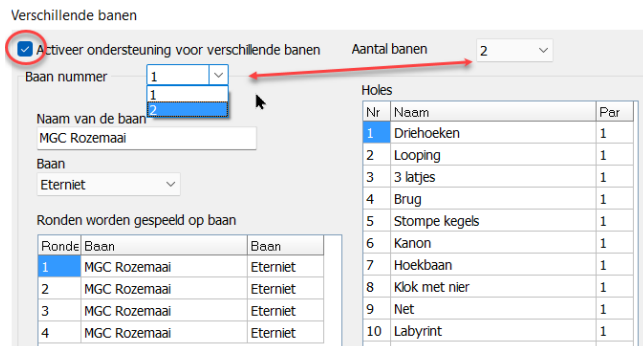 Verschillende banen
Activeer ondersteuning voor verschillende banen Aantal banen 2
Baan nummer 1
1
2
Naam van de baan
MGC Rozemaai
Baan
Eterniet
Ronden worden gespeeld op baan
Ronde Baan Baan
1 MGC Rozemaai Eterniet
2 MGC Rozemaai Eterniet
3 MGC Rozemaai Eterniet
4 MGC Rozemaai Eterniet
Holes
Nr Naam Par
1 Driehoeken 1
2 Looping 1
3 3 latjes 1
4 Brug 1
5 Stompe kegels 1
6 Kanon 1
7 Hoekbaan 1
8 Klok met nier 1
9 Net 1
10 Labyrint 1